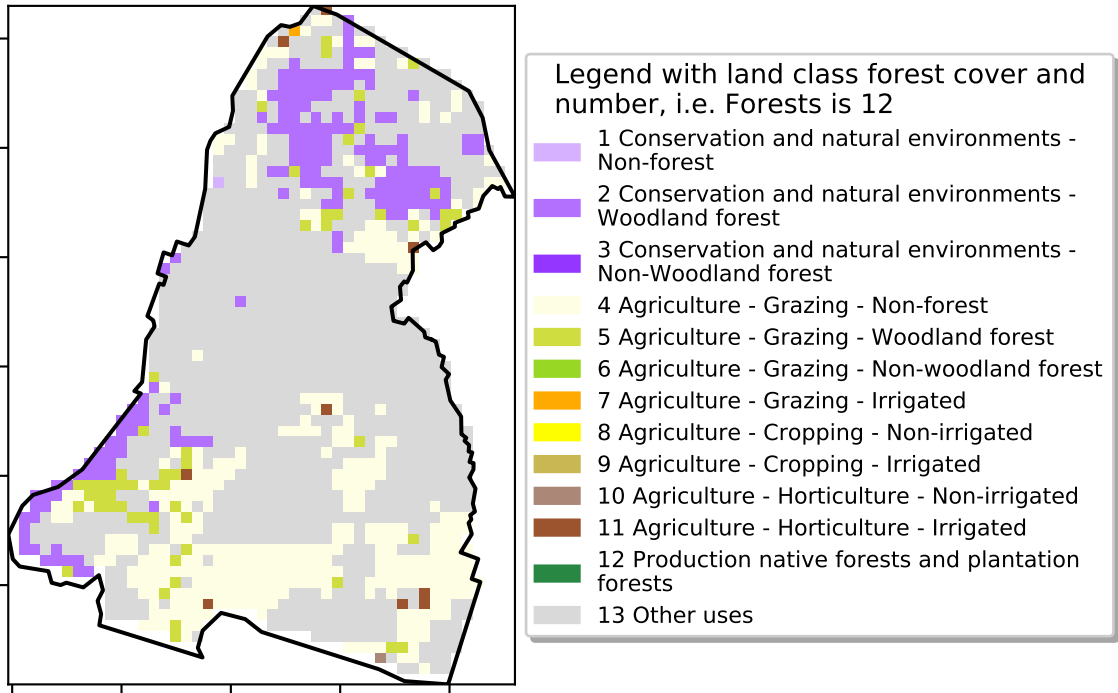 Legend with land class forest cover and
number, i.e. Forests is 12
1 Conservation and natural environments -
Non-forest
2 Conservation and natural environments -
Woodland forest
3 Conservation and natural environments -
Non-Woodland forest
4 Agriculture - Grazing - Non-forest
5 Agriculture - Grazing - Woodland forest
6 Agriculture - Grazing - Non-woodland forest
7 Agriculture - Grazing - Irrigated
8 Agriculture - Cropping - Non-irrigated
9 Agriculture - Cropping - Irrigated
10 Agriculture - Horticulture - Non-irrigated
11 Agriculture - Horticulture - Irrigated
12 Production native forests and plantation
forests
13 Other uses